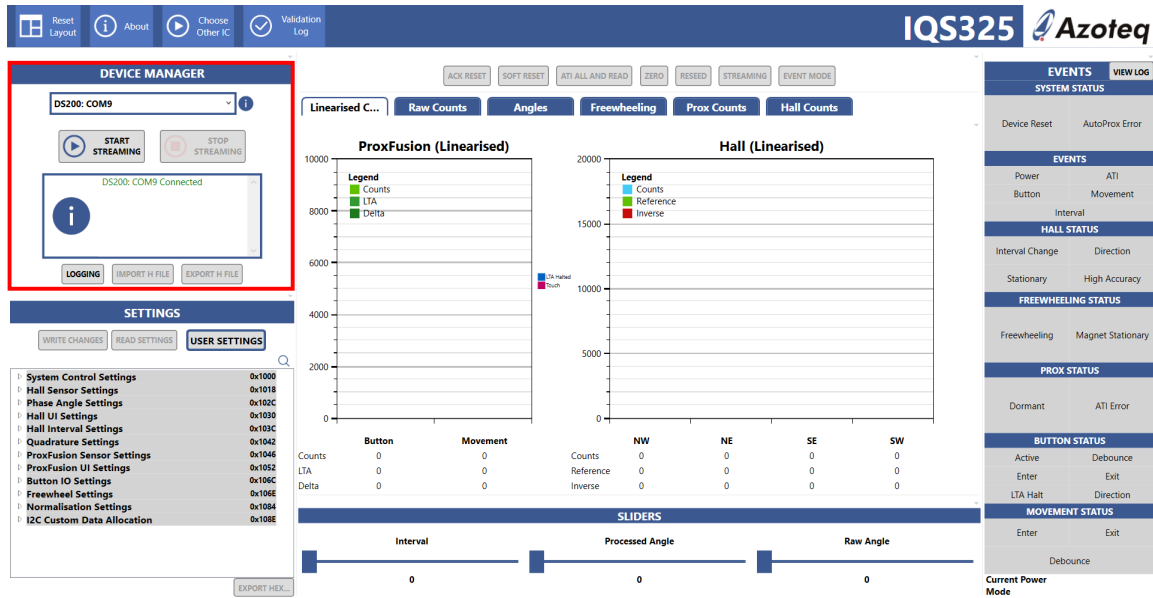 Reset Layout
About
Choose Other IC
Validation Log
IQS325
Azoteq
DEVICE MANAGER
DS200: COM9
START STREAMING
STOP STREAMING
DS200: COM9 Connected
LOGGING
IMPORT H FILE
EXPORT H FILE
SETTINGS
WRITE CHANGES
READ SETTINGS
USER SETTINGS
System Control Settings 0x1000
Hall Sensor Settings 0x1018
Phase Angle Settings 0x102C
Hall UI Settings 0x1030
Hall Interval Settings 0x103C
Quadrature Settings 0x1042
ProxFusion Sensor Settings 0x1046
ProxFusion UI Settings 0x1052
Button IO Settings 0x106C
Freewheel Settings 0x106E
Normalisation Settings 0x1084
I2C Custom Data Allocation 0x108E
EXPORT HEX...
ACK RESET
SOFT RESET
ATI ALL AND READ
ZERO
RESEED
STREAMING
EVENT MODE
Linearised C...
Raw Counts
Angles
Freewheeling
Prox Counts
Hall Counts
ProxFusion (Linearised)
10000
8000
6000
4000
2000
0
Legend
Counts
LTA
Delta
LTA Halted
Touch
Button Movement
Counts 0 0
LTA 0 0
Delta 0 0
Hall (Linearised)
20000
15000
10000
5000
0
Legend
Counts
Reference
Inverse
NW NE SE SW
Counts 0 0 0 0
Reference 0 0 0 0
Inverse 0 0 0 0
SLIDERS
Interval
0
Processed Angle
0
Raw Angle
0
EVENTS
VIEW LOG
SYSTEM STATUS
Device Reset AutoProx Error
EVENTS
Power ATI
Button Movement
Interval
HALL STATUS
Interval Change Direction
Stationary High Accuracy
FREEWHEELING STATUS
Freewheeling Magnet Stationary
PROX STATUS
Dormant ATI Error
BUTTON STATUS
Active Debounce
Enter Exit
LTA Halt Direction
MOVEMENT STATUS
Enter Exit
Debounce
Current Power
Mode